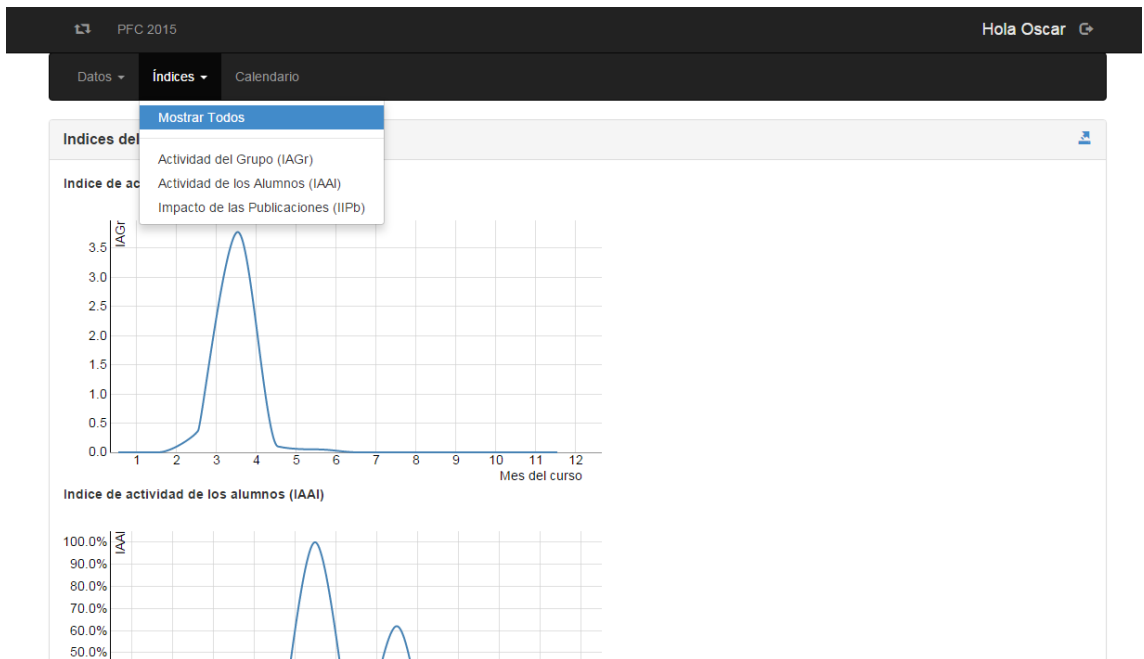 PFC 2015 Hola Oscar
Datos Índices Calendario
Mostrar Todos
Indices del
Actividad del Grupo (IAGr)
Indice de ac
Actividad de los Alumnos (IAAl)
Impacto de las Publicaciones (IIPb)
IAGr
3.5
3.0
2.5
2.0
1.5
1.0
0.5
0.0
1 2 3 4 5 6 7 8 9 10 11 12
Mes del curso
Indice de actividad de los alumnos (IAAl)
IAAl
100.0%
90.0%
80.0%
70.0%
60.0%
50.0%